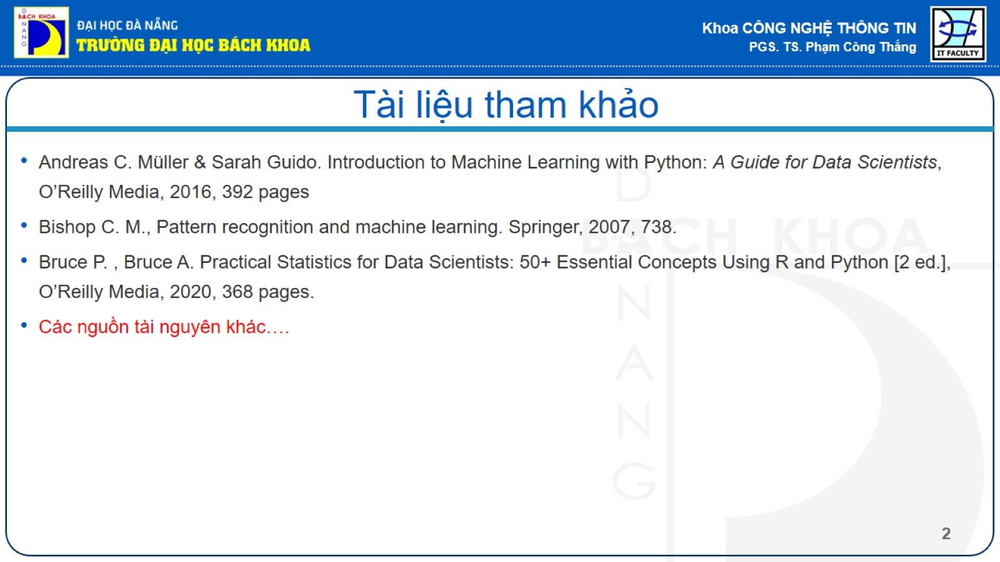 D
BACH KHOA
N
A
N
G
ĐẠI HỌC ĐÀ NẴNG
TRƯỜNG ĐẠI HỌC BÁCH KHOA
Khoa CÔNG NGHỆ THÔNG TIN
PGS. TS. Phạm Công Thắng
IT FACULTY
Tài liệu tham khảo
• Andreas C. Müller & Sarah Guido. Introduction to Machine Learning with Python: A Guide for Data Scientists,
O’Reilly Media, 2016, 392 pages
• Bishop C. M., Pattern recognition and machine learning. Springer, 2007, 738.
• Bruce P. , Bruce A. Practical Statistics for Data Scientists: 50+ Essential Concepts Using R and Python [2 ed.],
O’Reilly Media, 2020, 368 pages.
• Các nguồn tài nguyên khác….
D
BACH KHOA
N
A
N
G
2